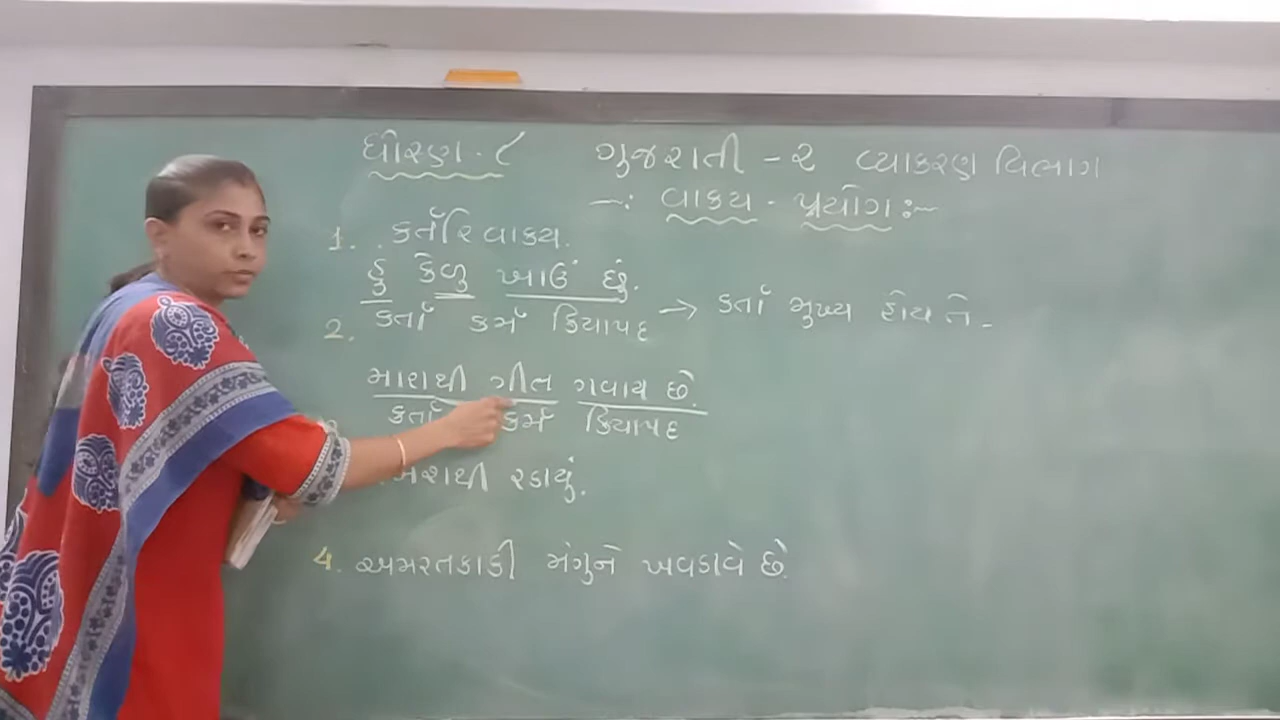 ધોરણ - ૮ ગુજરાતી - ૨ વ્યાકરણ વિભાગ
-: વાક્ય - પ્રયોગ :-
1. કર્તરિ વાક્ય.
હું કેળુ ખાઉં છું.
કર્તા કર્મ ક્રિયાપદ → કર્તા મુખ્ય હોય તે -
2.
મારાથી ગીત ગવાય છે.
કર્તા કર્મ ક્રિયાપદ
રડાયું.
4. અમરતકાકી મંગુને ખવડાવે છે.